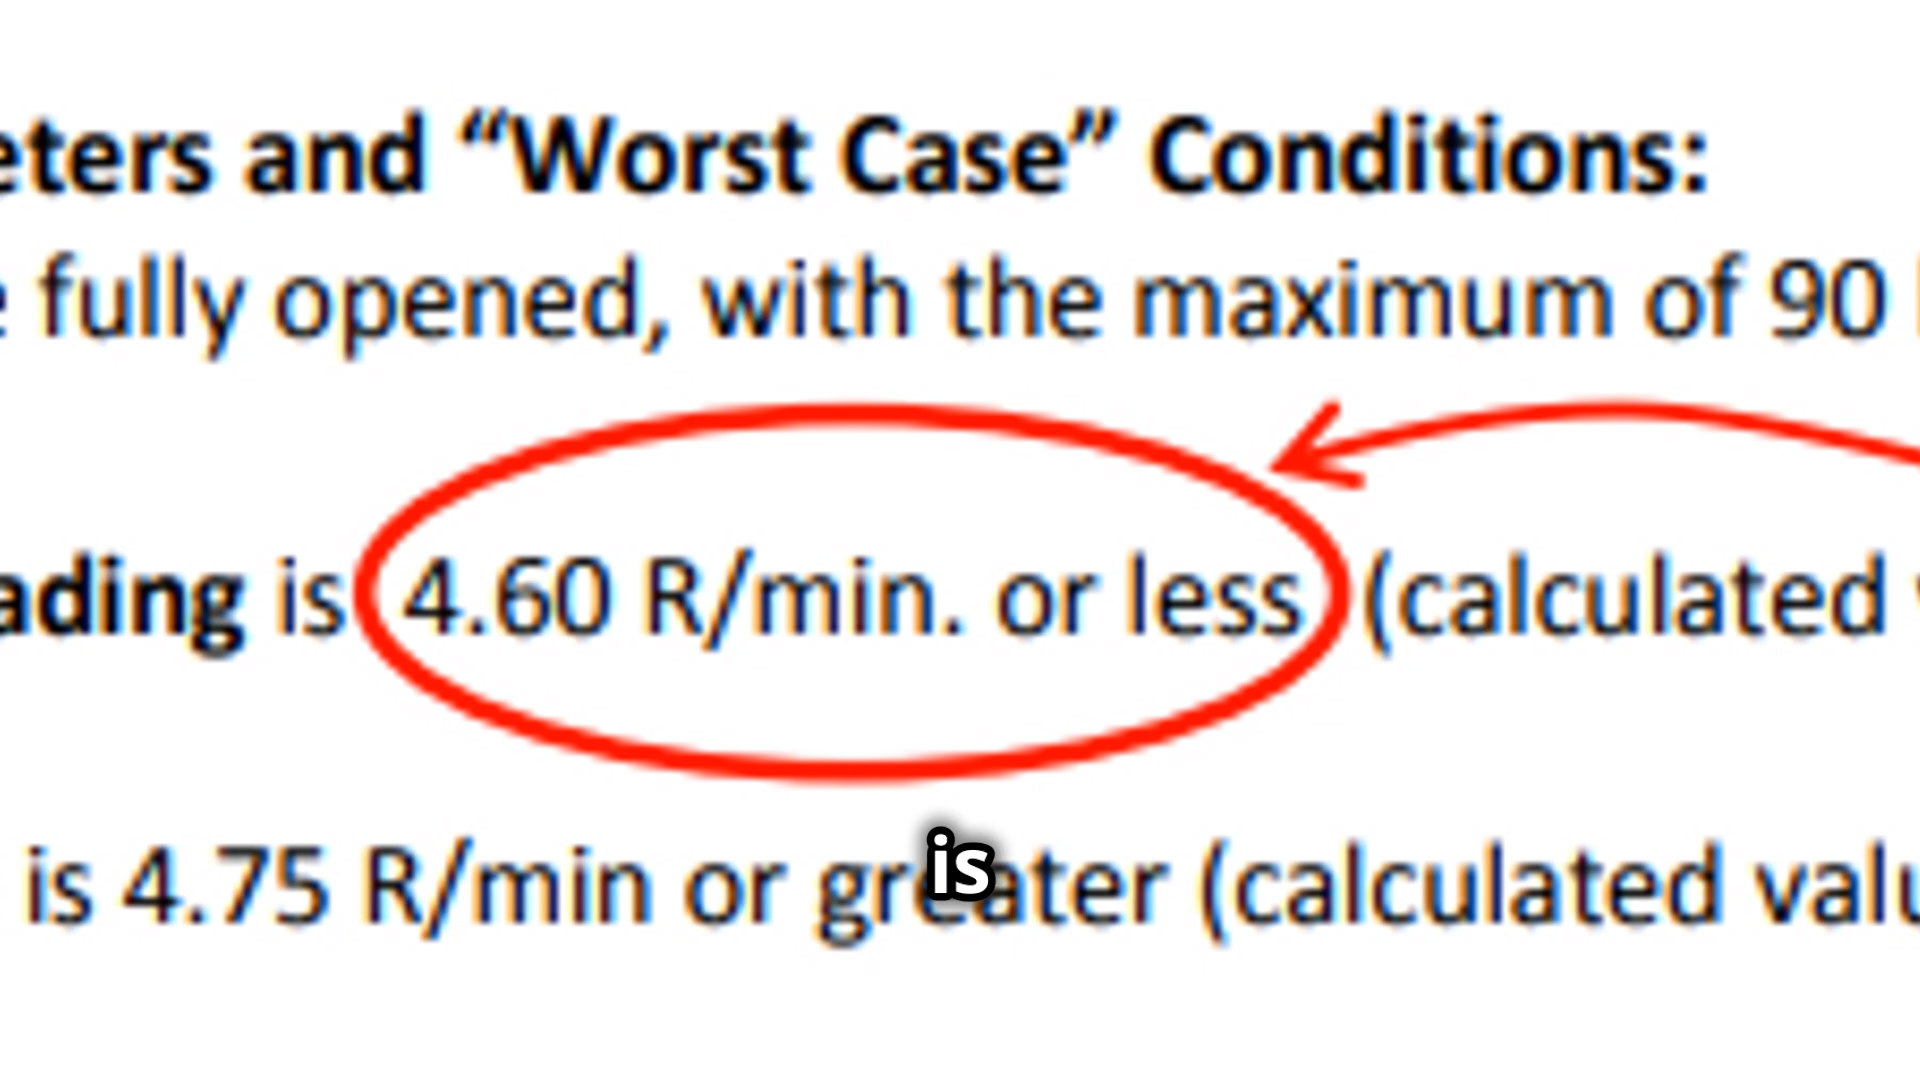 eters and “Worst Case” Conditions:
fully opened, with the maximum of 90
ading is 4.60 R/min. or less (calculated
is 4.75 R/min or greater (calculated valu
is